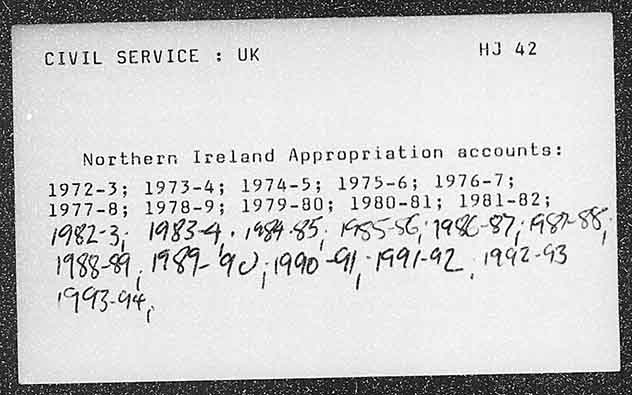 CIVIL SERVICE : UK HJ 42
Northern Ireland Appropriation accounts:
1972-3; 1973-4; 1974-5; 1975-6; 1976-7;
1977-8; 1978-9; 1979-80; 1980-81; 1981-82;
1982-3; 1983-4; 1984-85; 1985-86; 1986-87; 1987-88;
1988-89; 1989-90; 1990-91; 1991-92; 1992-93
1993-94;